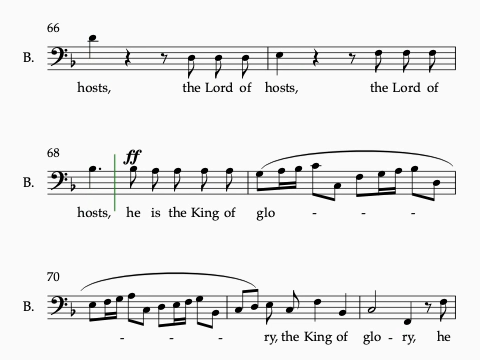 66
B.
hosts, the Lord of hosts, the Lord of
68
ff
B.
hosts, he is the King of glo - - -
70
B.
- - - ry, the King of glo - ry, he